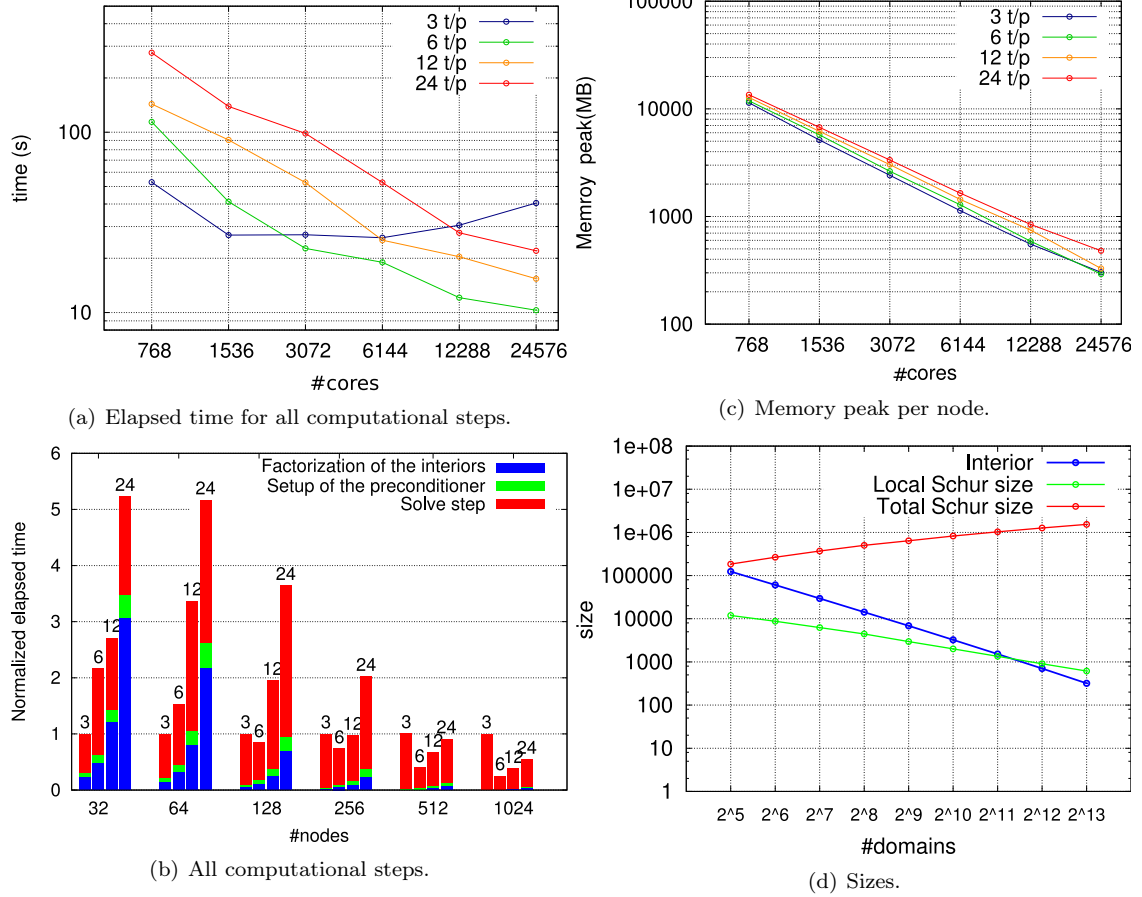 3 t/p
6 t/p
12 t/p
24 t/p
100
10
time (s)
768 1536 3072 6144 12288 24576
#cores
(a) Elapsed time for all computational steps.
100000
10000
1000
100
Memroy peak(MB)
3 t/p
6 t/p
12 t/p
24 t/p
768 1536 3072 6144 12288 24576
#cores
(c) Memory peak per node.
6
5
4
3
2
1
0
Normalized elapsed time
Factorization of the interiors
Setup of the preconditioner
Solve step
3 6 12 24
3 6 12 24
3 6 12 24
3 6 12 24
3 6 12 24
3 6 12 24
32 64 128 256 512 1024
#nodes
(b) All computational steps.
1e+08
1e+07
1e+06
100000
10000
1000
100
10
1
size
Interior
Local Schur size
Total Schur size
2^5 2^6 2^7 2^8 2^9 2^10 2^11 2^12 2^13
#domains
(d) Sizes.